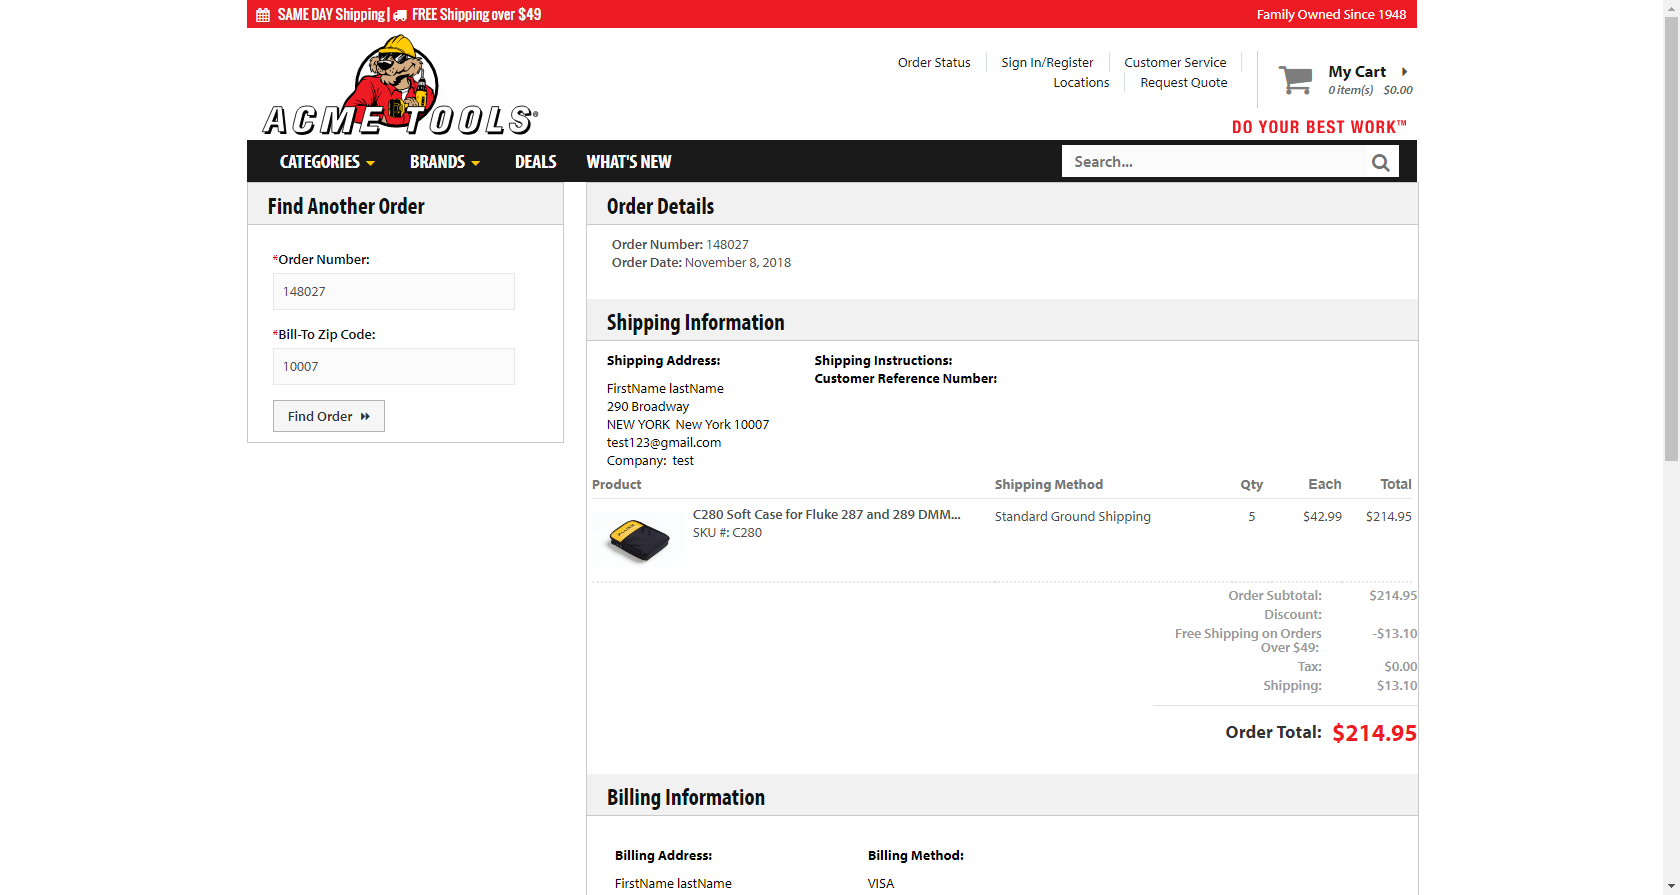 SAME DAY Shipping | FREE Shipping over $49
Family Owned Since 1948
ACME TOOLS®
Order Status
Sign In/Register
Customer Service
Locations
Request Quote
My Cart
0 item(s) $0.00
DO YOUR BEST WORK™
CATEGORIES
BRANDS
DEALS
WHAT'S NEW
Search...
Find Another Order
*Order Number:
148027
*Bill-To Zip Code:
10007
Find Order
Order Details
Order Number: 148027
Order Date: November 8, 2018
Shipping Information
Shipping Address:
FirstName lastName
290 Broadway
NEW YORK New York 10007
test123@gmail.com
Company: test
Shipping Instructions:
Customer Reference Number:
Product Shipping Method Qty Each Total
C280 Soft Case for Fluke 287 and 289 DMM... Standard Ground Shipping 5 $42.99 $214.95
SKU #: C280
Order Subtotal: $214.95
Discount:
Free Shipping on Orders -$13.10
Over $49:
Tax: $0.00
Shipping: $13.10
Order Total: $214.95
Billing Information
Billing Address:
FirstName lastName
Billing Method:
VISA